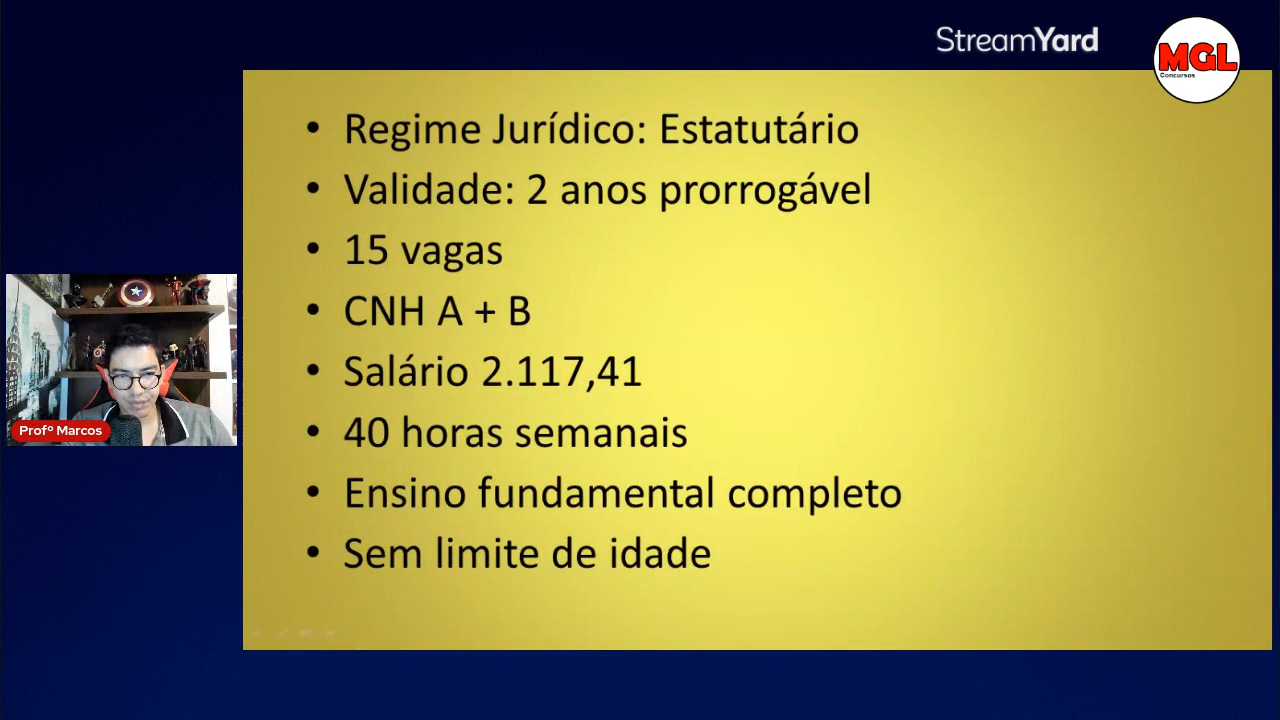 StreamYard
MGL
Concursos
• Regime Jurídico: Estatutário
• Validade: 2 anos prorrogável
• 15 vagas
• CNH A + B
• Salário 2.117,41
• 40 horas semanais
• Ensino fundamental completo
• Sem limite de idade
Profº Marcos